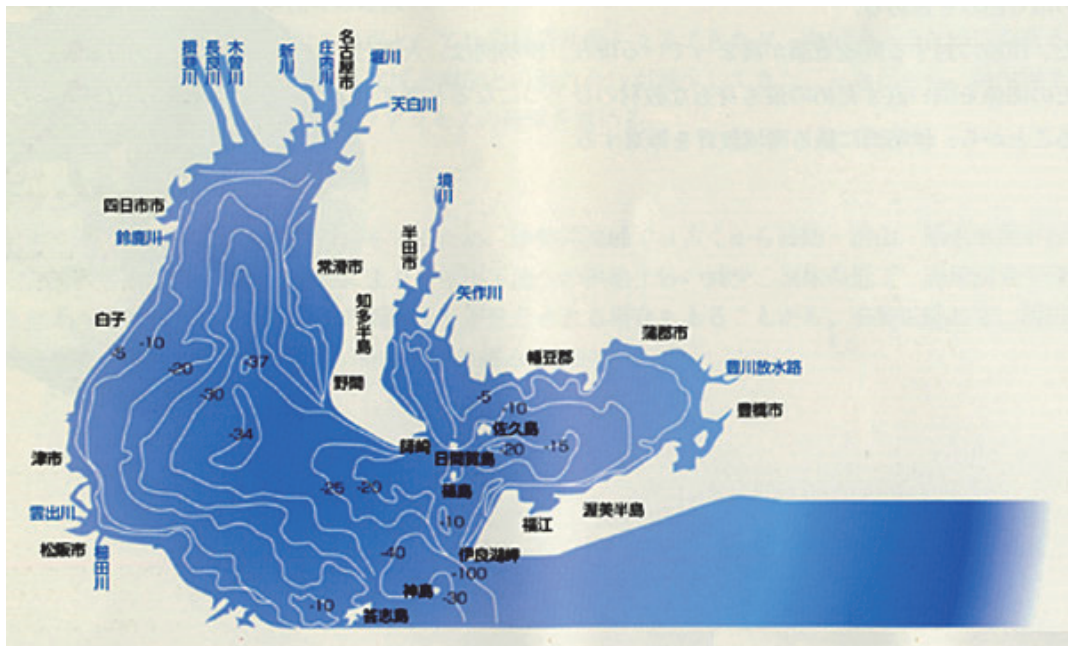 揖斐川
長良川
木曽川
新川
庄内川
名古屋市
堀川
天白川
四日市市
鈴鹿川
境川
半田市
常滑市
矢作川
知多半島
白子
-5
-10
-20
-37
-30
-34
野間
蒲郡市
幡豆郡
豊川放水路
豊橋市
-5
-10
佐久島
師崎
-20
-15
日間賀島
津市
-25
-20
篠島
-10
福江
渥美半島
雲出川
松阪市
櫛田川
伊良湖岬
-40
-100
神島
-30
-10
答志島